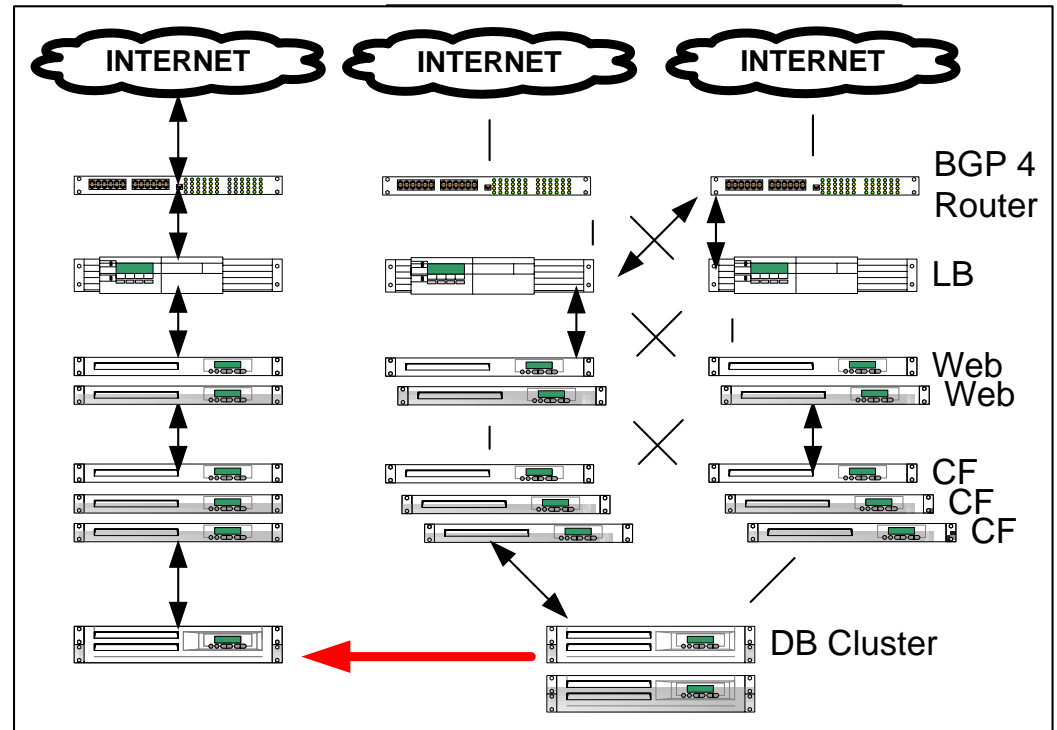 INTERNET
INTERNET
INTERNET
BGP 4
Router
LB
Web
Web
CF
CF
CF
DB Cluster